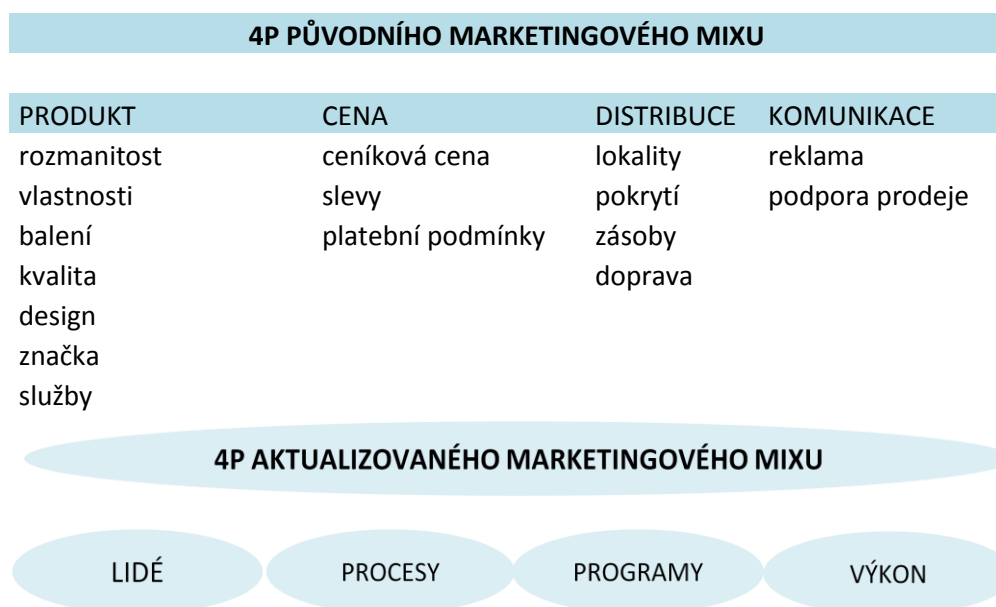 4P PŮVODNÍHO MARKETINGOVÉHO MIXU
PRODUKT CENA DISTRIBUCE KOMUNIKACE
rozmanitost ceníková cena lokality reklama
vlastnosti slevy pokrytí podpora prodeje
balení platební podmínky zásoby
kvalita doprava
design
značka
služby
4P AKTUALIZOVANÉHO MARKETINGOVÉHO MIXU
LIDÉ PROCESY PROGRAMY VÝKON